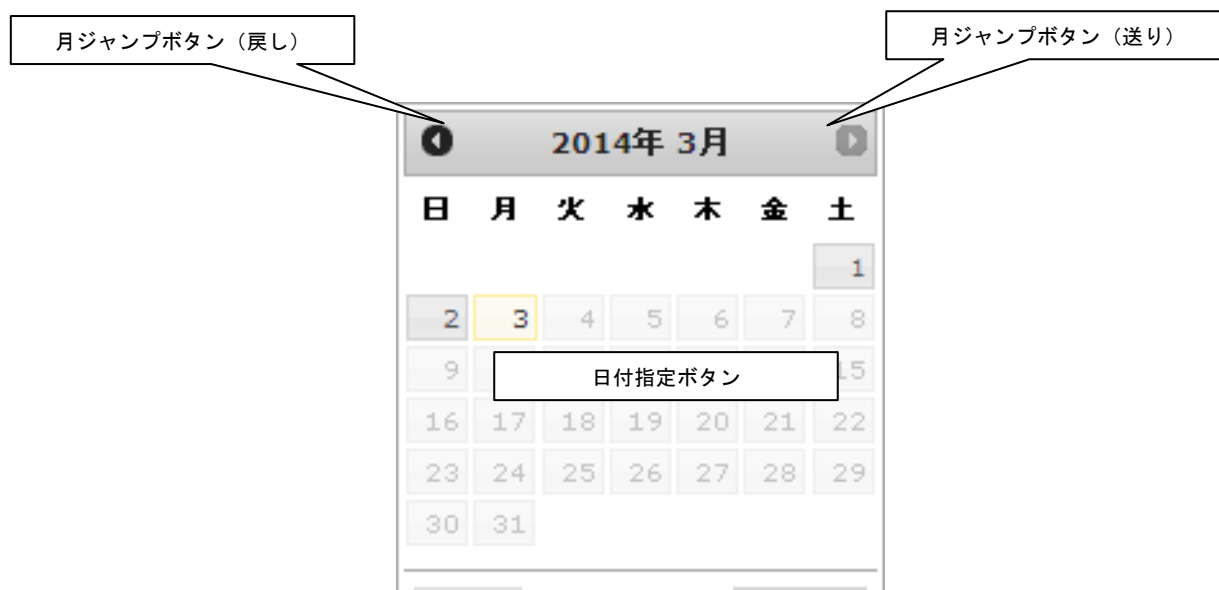 月ジャンプボタン（戻し）
月ジャンプボタン（送り）
2014年 3月
日 月 火 水 木 金 土
1
2 3 4 5 6 7 8
9 日付指定ボタン 15
16 17 18 19 20 21 22
23 24 25 26 27 28 29
30 31